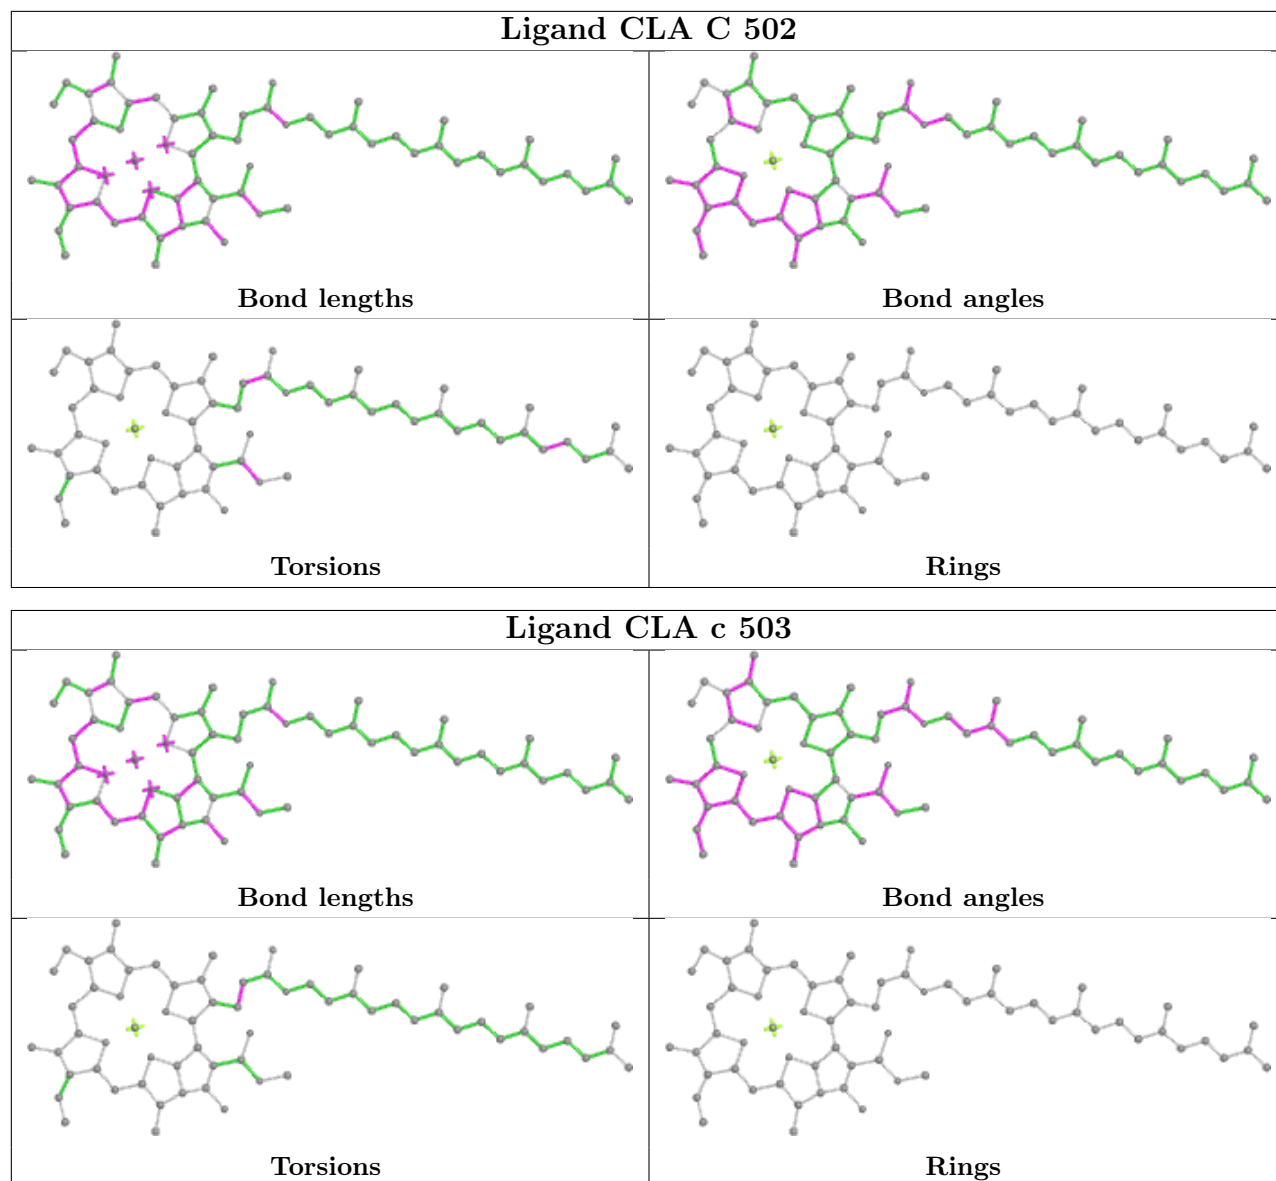 Ligand CLA C 502
Bond lengths
Bond angles
Torsions
Rings
Ligand CLA c 503
Bond lengths
Bond angles
Torsions
Rings